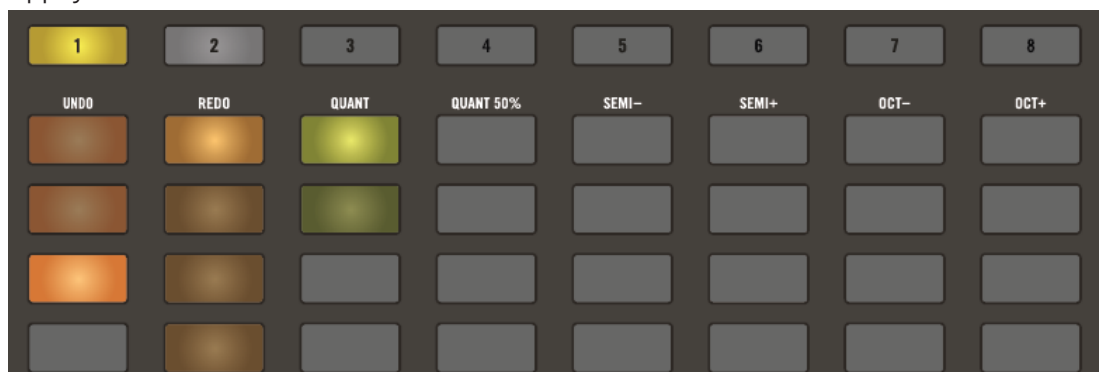 1 2 3 4 5 6 7 8
UNDO REDO QUANT QUANT 50% SEMI– SEMI+ OCT– OCT+